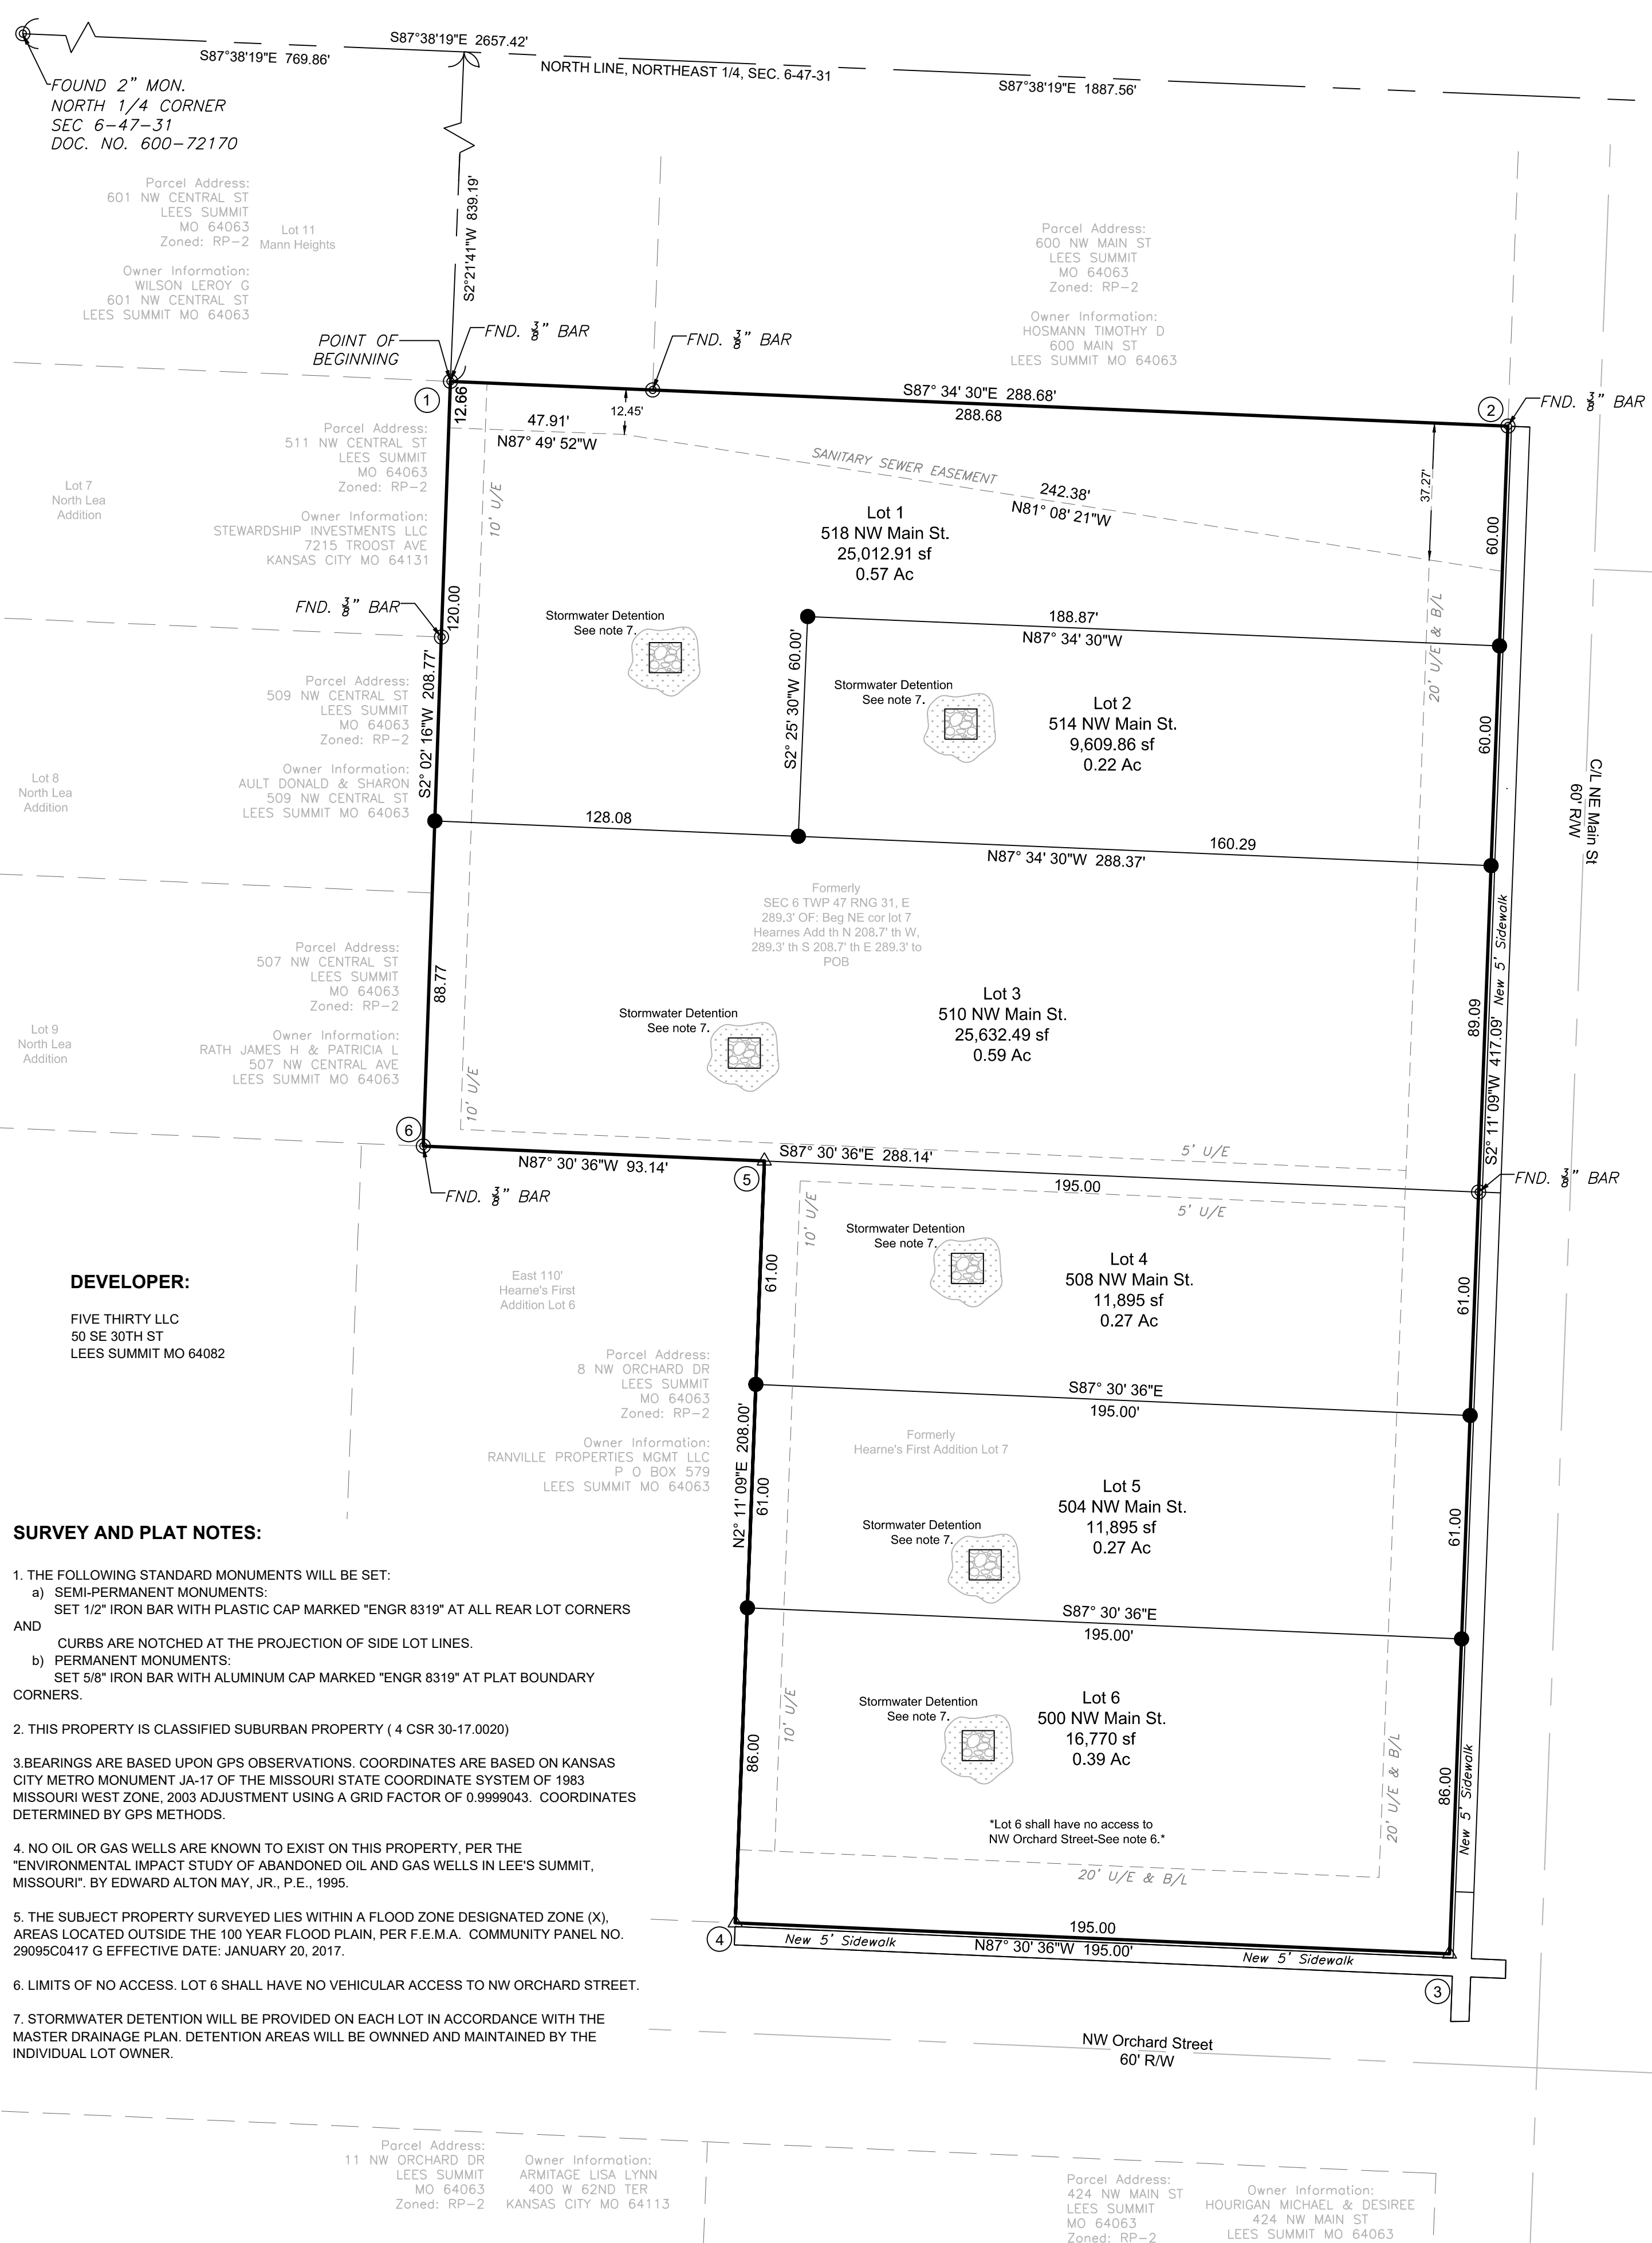 S87°38'19"E 2657.42'
S87°38'19"E 769.86'
NORTH LINE, NORTHEAST 1/4, SEC. 6-47-31
S87°38'19"E 1887.56'
FOUND 2" MON.
NORTH 1/4 CORNER
SEC 6-47-31
DOC. NO. 600-72170
S2°21'41"W 839.19'
Parcel Address:
601 NW CENTRAL ST
LEES SUMMIT
MO 64063
Zoned: RP-2
Lot 11
Mann Heights
Owner Information:
WILSON LEROY G
601 NW CENTRAL ST
LEES SUMMIT MO 64063
Parcel Address:
600 NW MAIN ST
LEES SUMMIT
MO 64063
Zoned: RP-2
Owner Information:
HOSMANN TIMOTHY D
600 MAIN ST
LEES SUMMIT MO 64063
POINT OF
BEGINNING
FND. 3/8" BAR
FND. 3/8" BAR
S87° 34' 30"E 288.68'
288.68
FND. 3/8" BAR
1
2
12.66
47.91'
N87° 49' 52"W
12.45'
SANITARY SEWER EASEMENT
242.38'
N81° 08' 21"W
37.27'
60.00
Parcel Address:
511 NW CENTRAL ST
LEES SUMMIT
MO 64063
Zoned: RP-2
Lot 7
North Lea
Addition
Owner Information:
STEWARDSHIP INVESTMENTS LLC
7215 TROOST AVE
KANSAS CITY MO 64131
10' U/E
Lot 1
518 NW Main St.
25,012.91 sf
0.57 Ac
FND. 3/8" BAR
120.00
Stormwater Detention
See note 7.
188.87'
N87° 34' 30"W
20' U/E & B/L
S2° 02' 16"W 208.77'
S2° 25' 30"W 60.00'
Stormwater Detention
See note 7.
Lot 2
514 NW Main St.
9,609.86 sf
0.22 Ac
60.00
Parcel Address:
509 NW CENTRAL ST
LEES SUMMIT
MO 64063
Zoned: RP-2
Lot 8
North Lea
Addition
Owner Information:
AULT DONALD & SHARON
509 NW CENTRAL ST
LEES SUMMIT MO 64063
C/L NE Main St
60' R/W
128.08
160.29
N87° 34' 30"W 288.37'
Formerly
SEC 6 TWP 47 RNG 31, E
289.3' OF: Beg NE cor lot 7
Hearnes Add th N 208.7' th W,
289.3' th S 208.7' th E 289.3' to
POB
New 5' Sidewalk
88.77
Parcel Address:
507 NW CENTRAL ST
LEES SUMMIT
MO 64063
Zoned: RP-2
Lot 9
North Lea
Addition
Owner Information:
RATH JAMES H & PATRICIA L
507 NW CENTRAL AVE
LEES SUMMIT MO 64063
Lot 3
510 NW Main St.
25,632.49 sf
0.59 Ac
Stormwater Detention
See note 7.
89.09
S2° 11' 09"W 417.09'
10' U/E
6
N87° 30' 36"W 93.14'
FND. 3/8" BAR
S87° 30' 36"E 288.14'
5' U/E
5
195.00
FND. 3/8" BAR
5' U/E
10' U/E
Stormwater Detention
See note 7.
Lot 4
508 NW Main St.
11,895 sf
0.27 Ac
61.00
61.00
DEVELOPER:
FIVE THIRTY LLC
50 SE 30TH ST
LEES SUMMIT MO 64082
East 110'
Hearne's First
Addition Lot 6
Parcel Address:
8 NW ORCHARD DR
LEES SUMMIT
MO 64063
Zoned: RP-2
Owner Information:
RANVILLE PROPERTIES MGMT LLC
P O BOX 579
LEES SUMMIT MO 64063
S87° 30' 36"E
195.00'
Formerly
Hearne's First Addition Lot 7
N2° 11' 09"E 208.00'
61.00
Lot 5
504 NW Main St.
11,895 sf
0.27 Ac
Stormwater Detention
See note 7.
61.00
S87° 30' 36"E
195.00'
10' U/E
Stormwater Detention
See note 7.
Lot 6
500 NW Main St.
16,770 sf
0.39 Ac
86.00
86.00
20' U/E & B/L
New 5' Sidewalk
*Lot 6 shall have no access to
NW Orchard Street-See note 6.*
20' U/E & B/L
4
195.00
New 5' Sidewalk
N87° 30' 36"W 195.00'
New 5' Sidewalk
3
NW Orchard Street
60' R/W
SURVEY AND PLAT NOTES:
1. THE FOLLOWING STANDARD MONUMENTS WILL BE SET:
a) SEMI-PERMANENT MONUMENTS:
SET 1/2" IRON BAR WITH PLASTIC CAP MARKED "ENGR 8319" AT ALL REAR LOT CORNERS
AND
CURBS ARE NOTCHED AT THE PROJECTION OF SIDE LOT LINES.
b) PERMANENT MONUMENTS:
SET 5/8" IRON BAR WITH ALUMINUM CAP MARKED "ENGR 8319" AT PLAT BOUNDARY
CORNERS.
2. THIS PROPERTY IS CLASSIFIED SUBURBAN PROPERTY ( 4 CSR 30-17.0020)
3.BEARINGS ARE BASED UPON GPS OBSERVATIONS. COORDINATES ARE BASED ON KANSAS
CITY METRO MONUMENT JA-17 OF THE MISSOURI STATE COORDINATE SYSTEM OF 1983
MISSOURI WEST ZONE, 2003 ADJUSTMENT USING A GRID FACTOR OF 0.9999043. COORDINATES
DETERMINED BY GPS METHODS.
4. NO OIL OR GAS WELLS ARE KNOWN TO EXIST ON THIS PROPERTY, PER THE
"ENVIRONMENTAL IMPACT STUDY OF ABANDONED OIL AND GAS WELLS IN LEE'S SUMMIT,
MISSOURI". BY EDWARD ALTON MAY, JR., P.E., 1995.
5. THE SUBJECT PROPERTY SURVEYED LIES WITHIN A FLOOD ZONE DESIGNATED ZONE (X),
AREAS LOCATED OUTSIDE THE 100 YEAR FLOOD PLAIN, PER F.E.M.A. COMMUNITY PANEL NO.
29095C0417 G EFFECTIVE DATE: JANUARY 20, 2017.
6. LIMITS OF NO ACCESS. LOT 6 SHALL HAVE NO VEHICULAR ACCESS TO NW ORCHARD STREET.
7. STORMWATER DETENTION WILL BE PROVIDED ON EACH LOT IN ACCORDANCE WITH THE
MASTER DRAINAGE PLAN. DETENTION AREAS WILL BE OWNNED AND MAINTAINED BY THE
INDIVIDUAL LOT OWNER.
Parcel Address:
11 NW ORCHARD DR
LEES SUMMIT
MO 64063
Zoned: RP-2
Owner Information:
ARMITAGE LISA LYNN
400 W 62ND TER
KANSAS CITY MO 64113
Parcel Address:
424 NW MAIN ST
LEES SUMMIT
MO 64063
Zoned: RP-2
Owner Information:
HOURIGAN MICHAEL & DESIREE
424 NW MAIN ST
LEES SUMMIT MO 64063